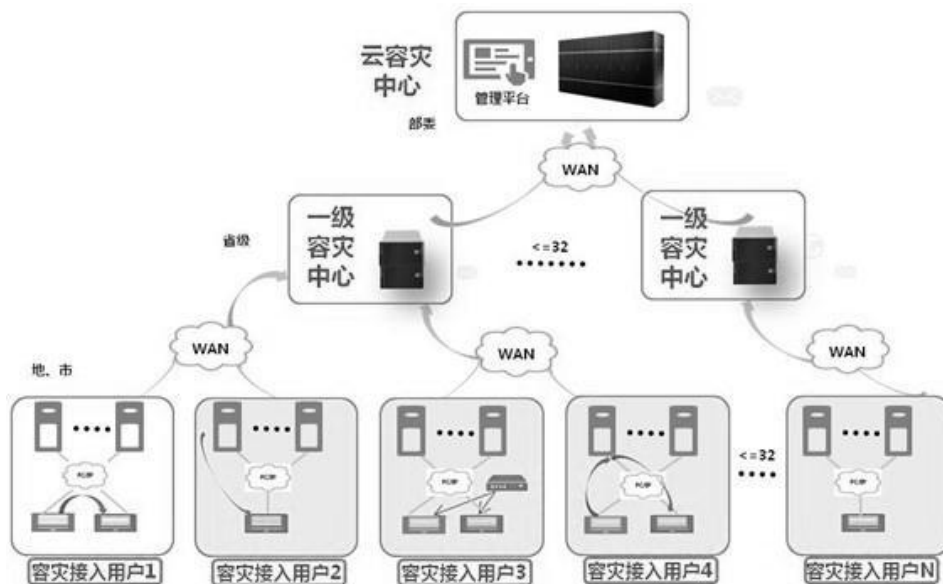 云容灾
中心
管理平台
部委
WAN
一级
容灾
中心
省级
<=32
一级
容灾
中心
WAN
WAN
WAN
地、市
<=32
容灾接入用户1
容灾接入用户2
容灾接入用户3
容灾接入用户4
容灾接入用户N